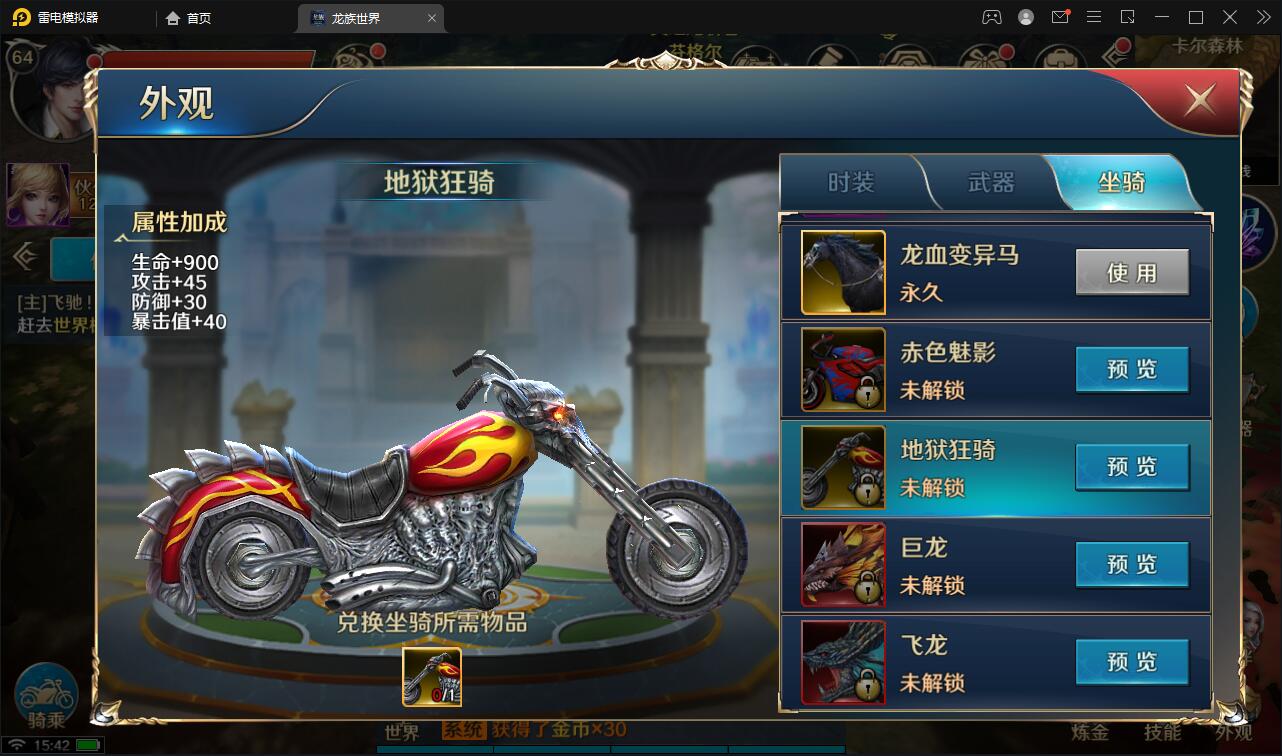 雷电模拟器
首页
龙族世界
64
芬格尔
卡尔森林
外观
地狱狂骑
时装
武器
坐骑
属性加成
生命+900
攻击+45
防御+30
暴击值+40
伙
12
[主]飞驰！
赶去世界
龙血变异马
永久
使用
赤色魅影
未解锁
预览
地狱狂骑
未解锁
预览
巨龙
未解锁
预览
飞龙
未解锁
预览
兑换坐骑所需物品
0/1
骑乘
世界
系统 获得了金币×30
炼金
技能
外观
15:42